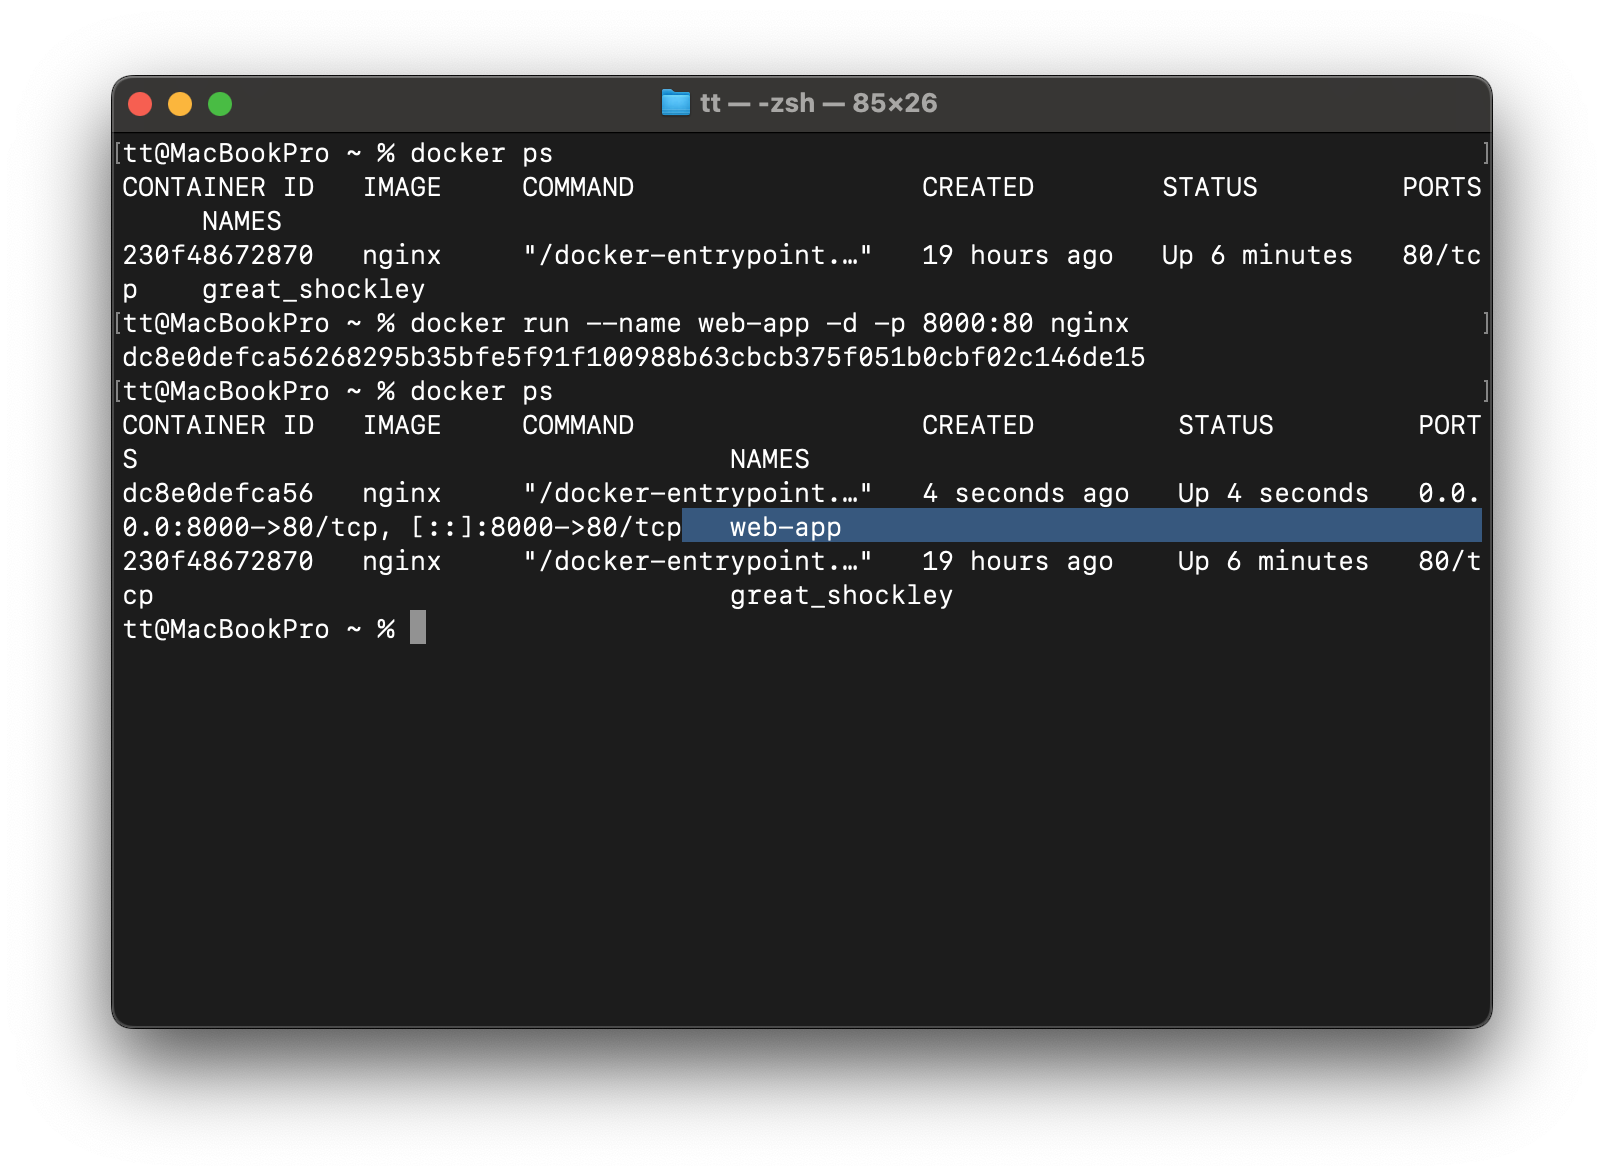 tt — -zsh — 85×26
[tt@MacBookPro ~ % docker ps ]
CONTAINER ID   IMAGE     COMMAND                  CREATED        STATUS         PORTS
     NAMES
230f48672870   nginx     "/docker-entrypoint.…"   19 hours ago   Up 6 minutes   80/tc
p    great_shockley
[tt@MacBookPro ~ % docker run --name web-app -d -p 8000:80 nginx ]
dc8e0defca56268295b35bfe5f91f100988b63cbcb375f051b0cbf02c146de15
[tt@MacBookPro ~ % docker ps ]
CONTAINER ID   IMAGE     COMMAND                  CREATED         STATUS         PORT
S                                     NAMES
dc8e0defca56   nginx     "/docker-entrypoint.…"   4 seconds ago   Up 4 seconds   0.0.
0.0:8000->80/tcp, [::]:8000->80/tcp   web-app
230f48672870   nginx     "/docker-entrypoint.…"   19 hours ago    Up 6 minutes   80/t
cp                                    great_shockley
tt@MacBookPro ~ %